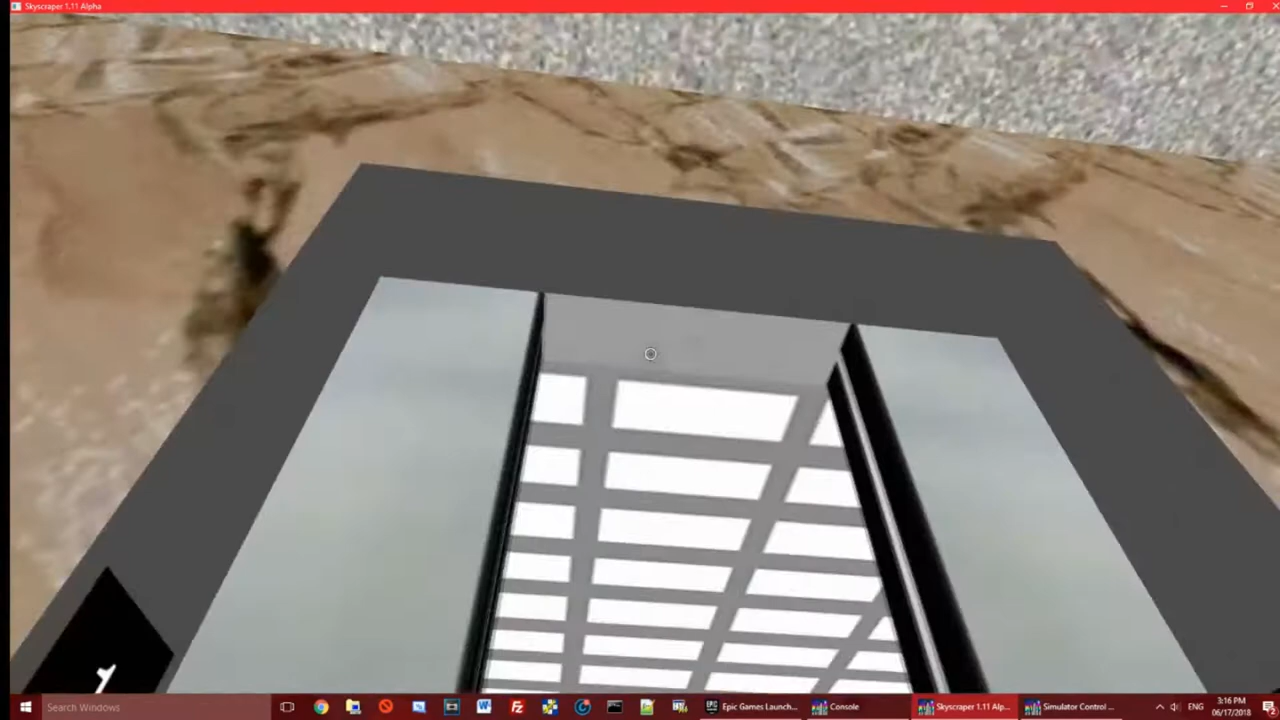 Skyscraper 1.11 Alpha
Search Windows
Epic Games Launch...
Console
Skyscraper 1.11 Alp...
Simulator Control ...
ENG
3:16 PM
06/17/2018